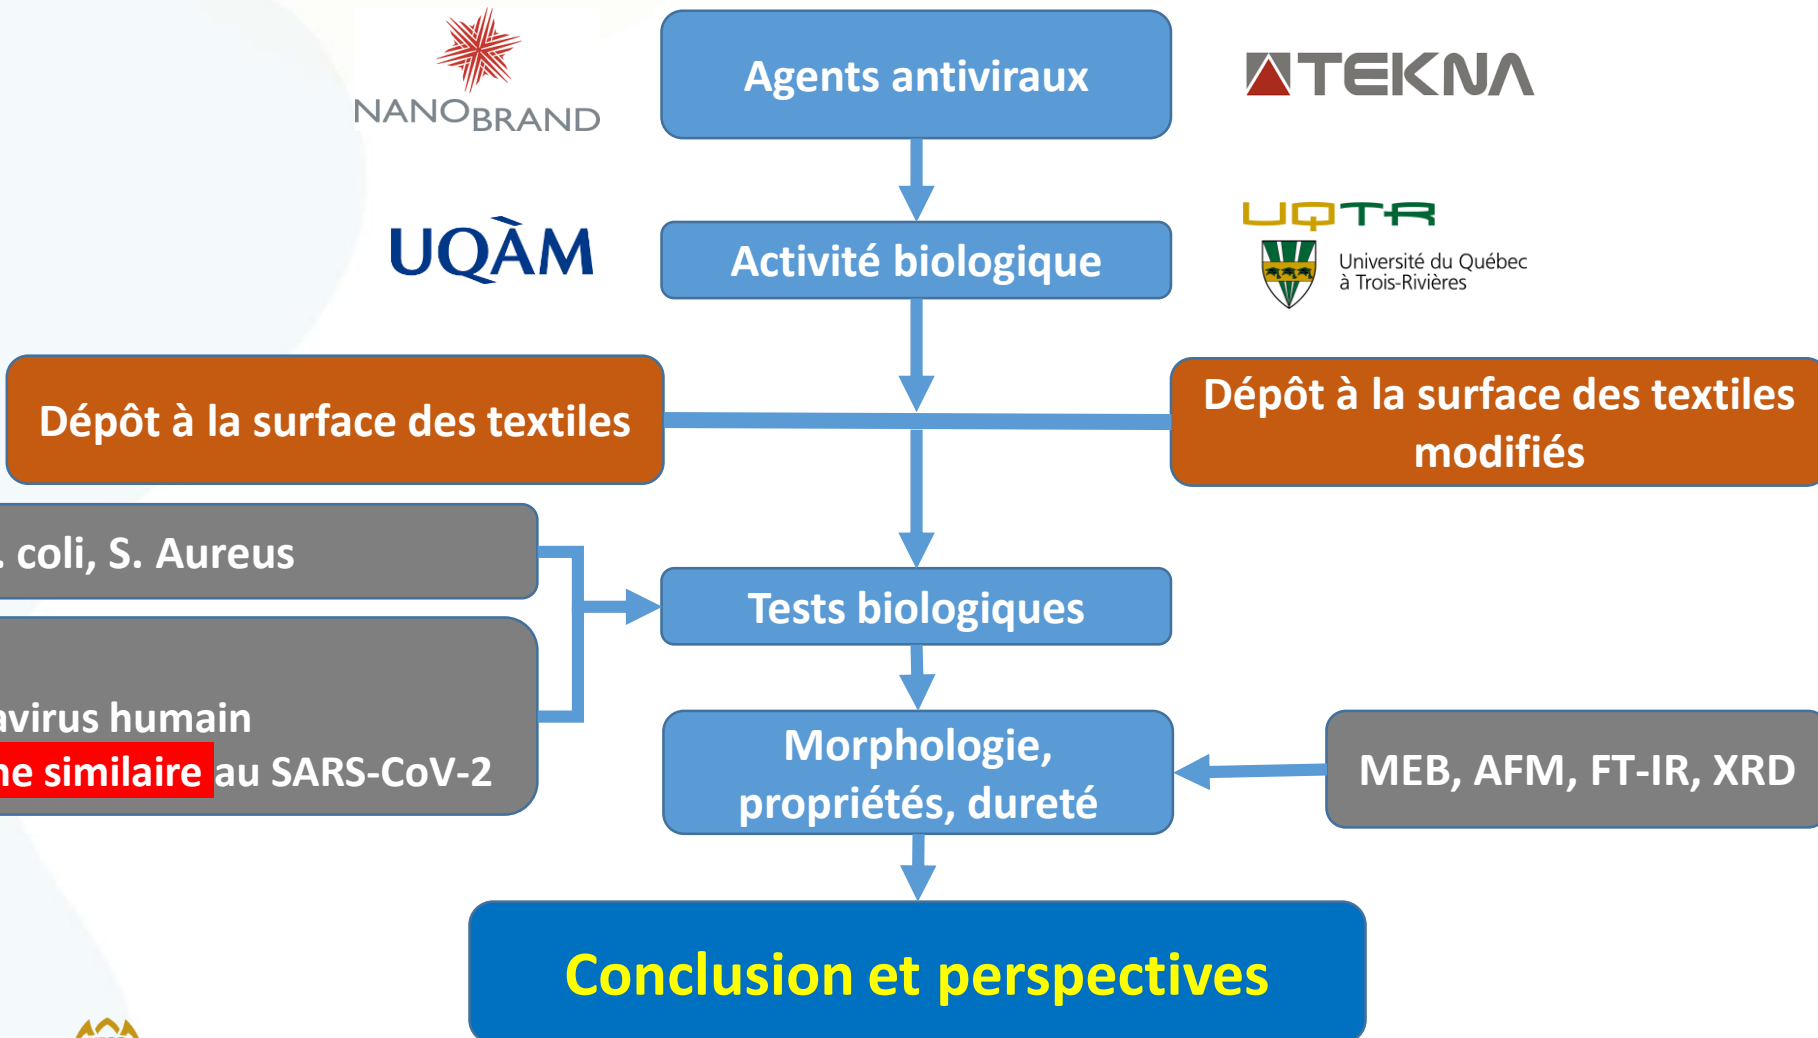 NANOBRAND
Agents antiviraux
TEKNA
UQÀM
Activité biologique
UQTR
Université du Québec
à Trois-Rivières
Dépôt à la surface des textiles
Dépôt à la surface des textiles
modifiés
. coli, S. Aureus
Tests biologiques
avirus humain
ne similaire au SARS-CoV-2
Morphologie,
propriétés, dureté
MEB, AFM, FT-IR, XRD
Conclusion et perspectives